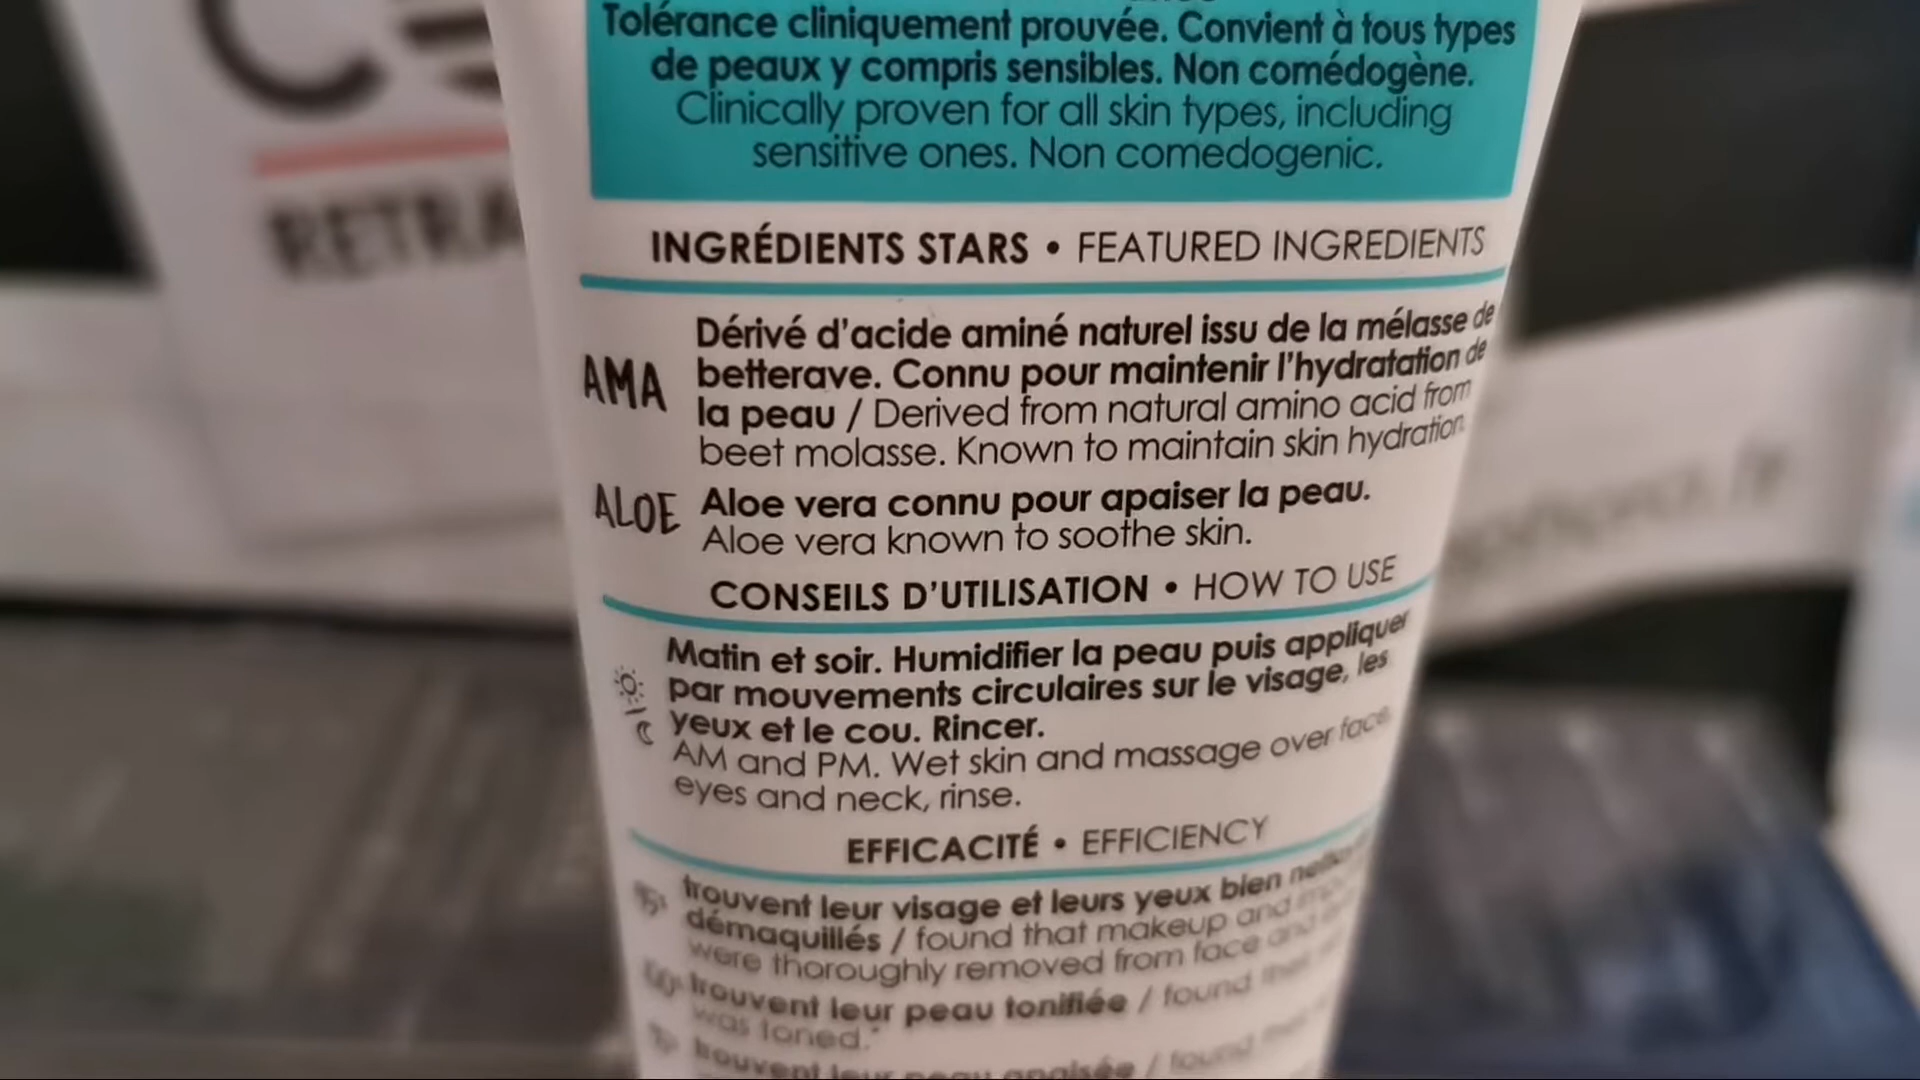 Tolérance cliniquement prouvée. Convient à tous types
de peaux y compris sensibles. Non comédogène.
Clinically proven for all skin types, including
sensitive ones. Non comedogenic.
INGRÉDIENTS STARS • FEATURED INGREDIENTS
AMA
Dérivé d'acide aminé naturel issu de la mélasse de
betterave. Connu pour maintenir l'hydratation de
la peau / Derived from natural amino acid from
beet molasse. Known to maintain skin hydration.
ALOE
Aloe vera connu pour apaiser la peau.
Aloe vera known to soothe skin.
CONSEILS D'UTILISATION • HOW TO USE
Matin et soir. Humidifier la peau puis appliquer
par mouvements circulaires sur le visage, les
yeux et le cou. Rincer.
AM and PM. Wet skin and massage over face,
eyes and neck, rinse.
EFFICACITÉ • EFFICIENCY
trouvent leur visage et leurs yeux bien
démaquillés / found that makeup and
were thoroughly removed from face and
trouvent leur peau tonifiée / found their
was toned.*
trouvent leur peau apaisée / found
RETRA